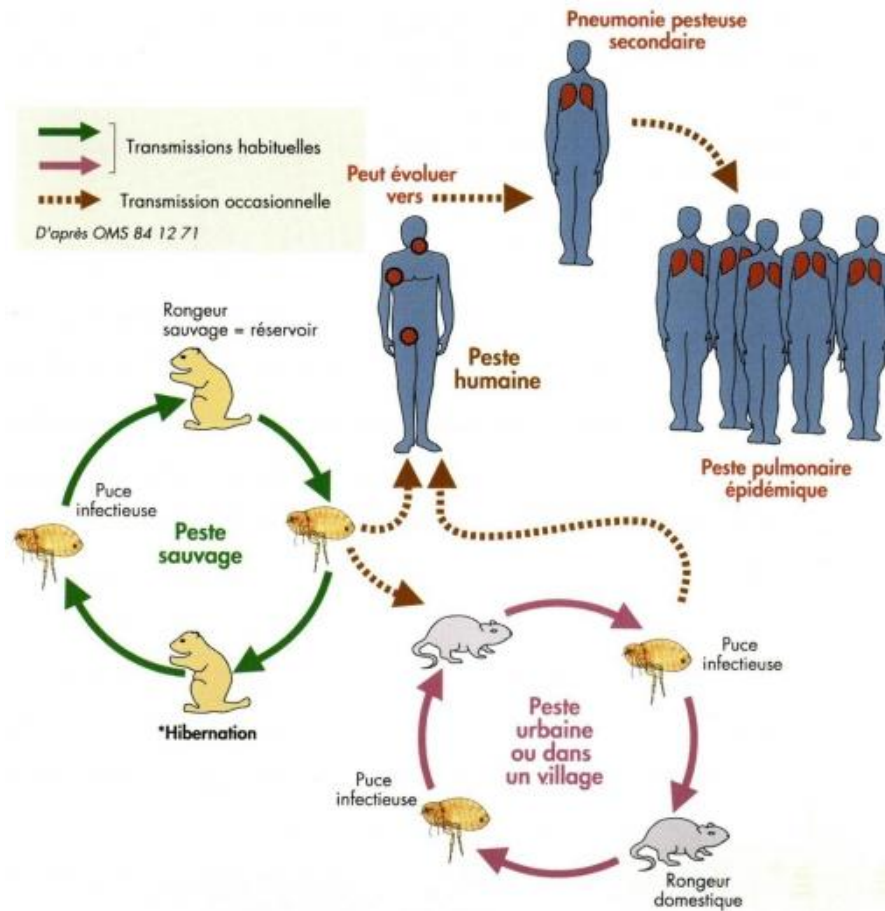 Pneumonie pesteuse
secondaire
Transmissions habituelles
Transmission occasionnelle
D'après OMS 84 12 71
Peut évoluer
vers
Rongeur
sauvage = réservoir
Peste
humaine
Peste pulmonaire
épidémique
Puce
infectieuse
Peste
sauvage
*Hibernation
Puce
infectieuse
Peste
urbaine
ou dans
un village
Puce
infectieuse
Rongeur
domestique